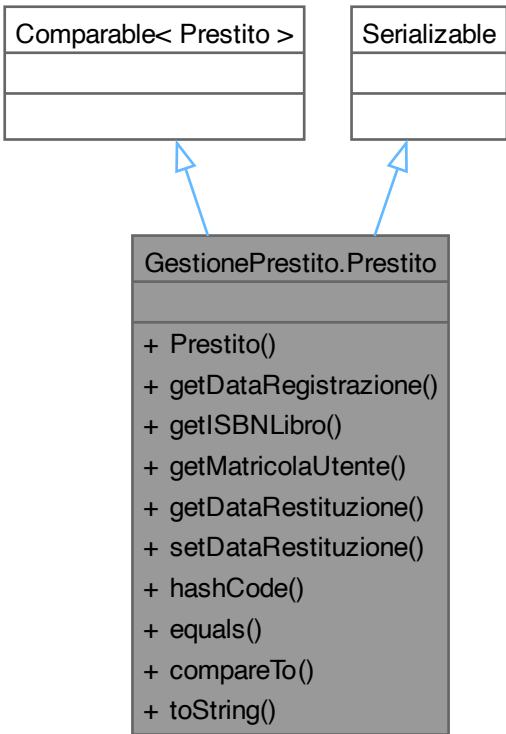 Comparable< Prestito >
Serializable
GestionePrestito.Prestito
+ Prestito()
+ getDataRegistrazione()
+ getISBNLibro()
+ getMatricolaUtente()
+ getDataRestituzione()
+ setDataRestituzione()
+ hashCode()
+ equals()
+ compareTo()
+ toString()